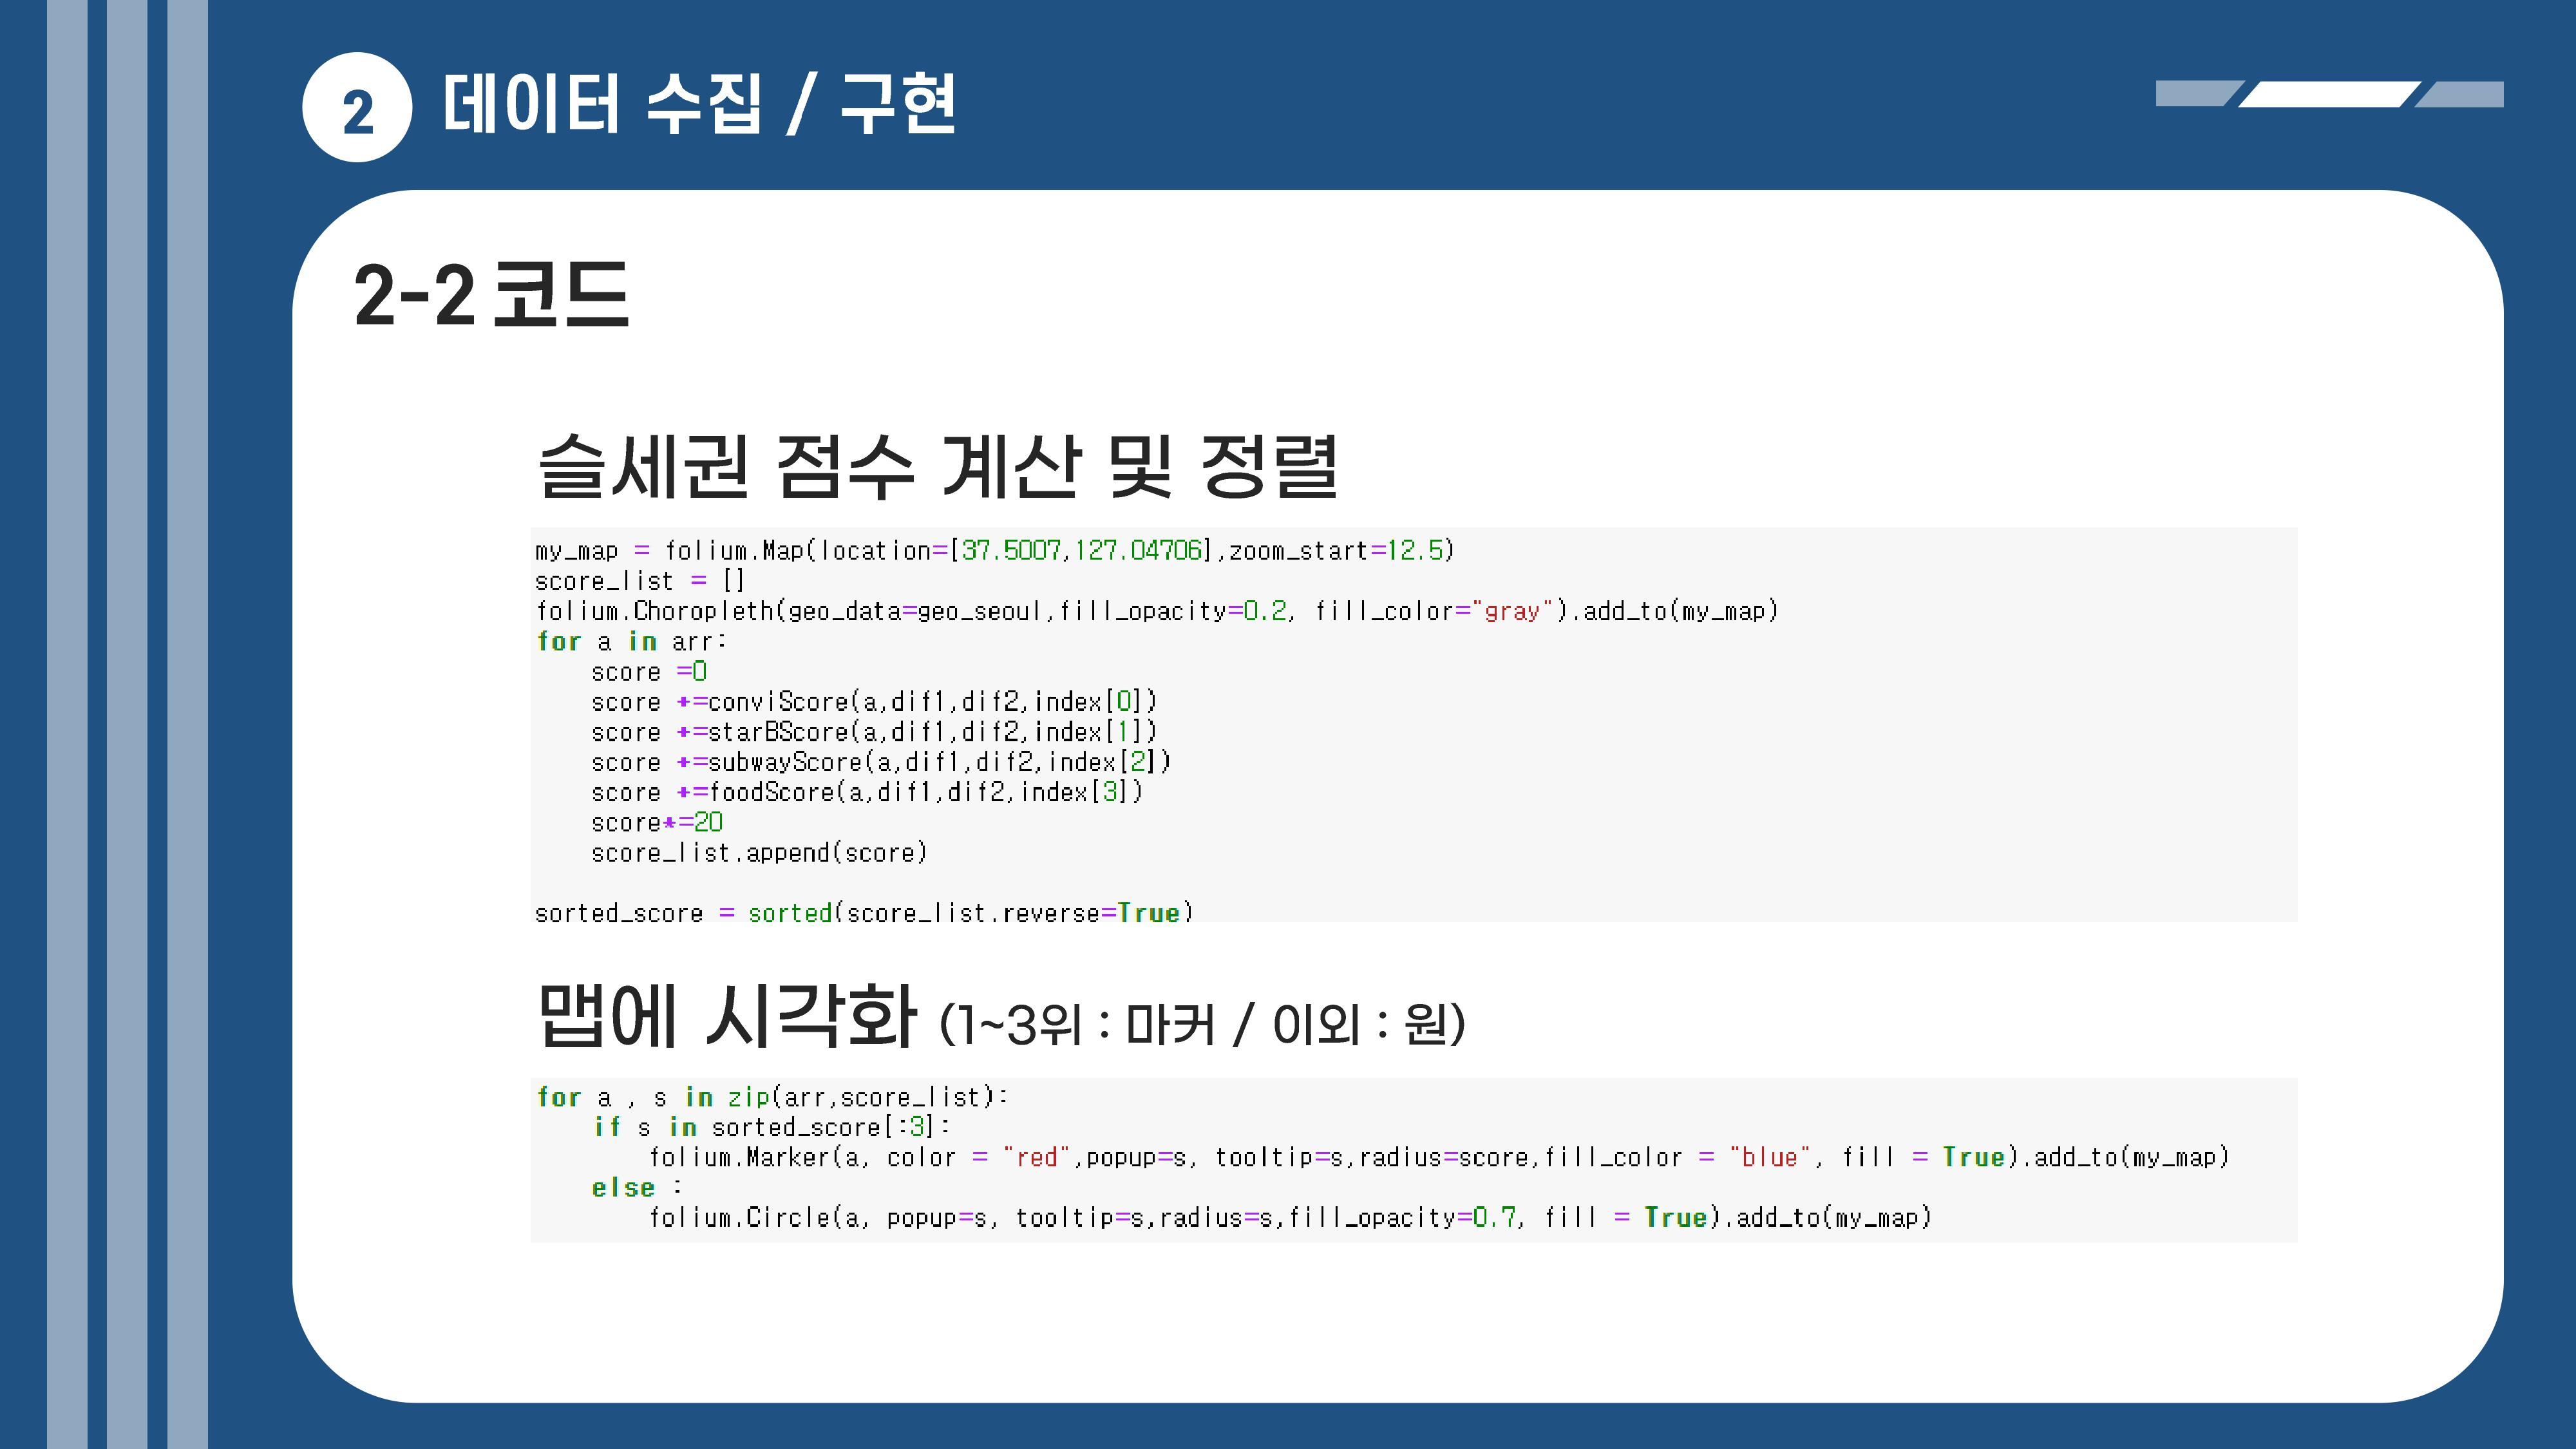 2 데이터 수집 / 구현
2-2 코드
슬세권 점수 계산 및 정렬
my_map = folium.Map(location=[37.5007,127.04706],zoom_start=12.5)
score_list = []
folium.Choropleth(geo_data=geo_seoul,fill_opacity=0.2, fill_color="gray").add_to(my_map)
for a in arr:
    score =0
    score +=conviScore(a,dif1,dif2,index[0])
    score +=starBScore(a,dif1,dif2,index[1])
    score +=subwayScore(a,dif1,dif2,index[2])
    score +=foodScore(a,dif1,dif2,index[3])
    score*=20
    score_list.append(score)
sorted_score = sorted(score_list,reverse=True)
맵에 시각화 (1~3위 : 마커 / 이외 : 원)
for a , s in zip(arr,score_list):
    if s in sorted_score[:3]:
        folium.Marker(a, color = "red",popup=s, tooltip=s,radius=score,fill_color = "blue", fill = True).add_to(my_map)
    else :
        folium.Circle(a, popup=s, tooltip=s,radius=s,fill_opacity=0.7, fill = True).add_to(my_map)